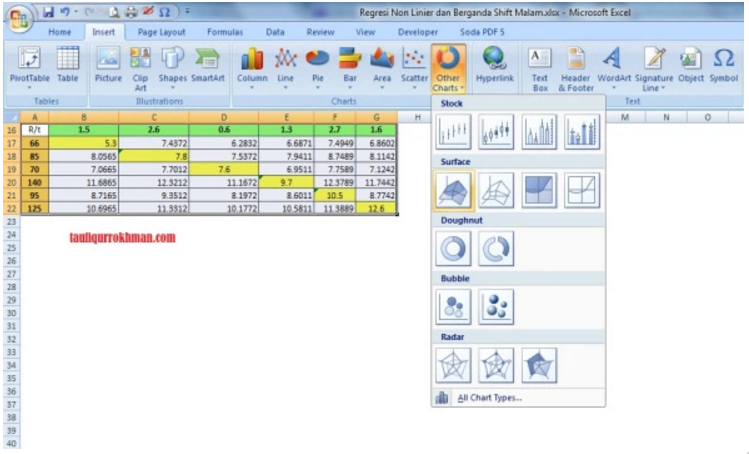 Regresi Non Linier dan Berganda Shift Malam.xlsx - Microsoft Excel
Home Insert Page Layout Formulas Data Review View Developer Soda PDF 5
PivotTable Table Picture Clip Art Shapes SmartArt Column Line Pie Bar Area Scatter Other Charts Hyperlink Text Box Header & Footer WordArt Signature Line Object Symbol
Tables Illustrations Charts Text
A B C D E F G H M N O
16 R/t 1.5 2.6 0.6 1.3 2.7 1.6
17 66 5.3 7.4372 6.2832 6.6871 7.4949 6.8602
18 85 8.0565 7.8 7.5372 7.9411 8.7489 8.1142
19 70 7.0665 7.7012 7.6 6.9511 7.7589 7.1242
20 140 11.6865 12.3212 11.1672 9.7 12.3789 11.7442
21 95 8.7165 9.3512 8.1972 8.6011 10.5 8.7742
22 125 10.6965 11.3312 10.1772 10.5811 11.3889 12.6
23
24 taufiqurrokhman.com
25
26
27
28
29
30
31
32
33
34
35
36
37
38
39
40
Stock
Surface
Doughnut
Bubble
Radar
All Chart Types...